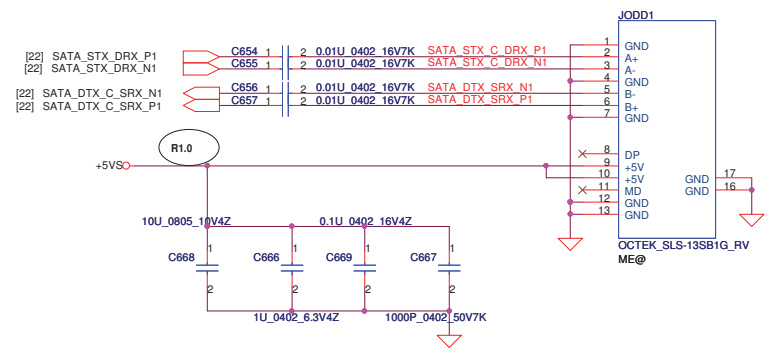 JODD1
[22] SATA_STX_DRX_P1 C654 1 2 0.01U_0402_16V7K SATA_STX_C_DRX_P1 1 GND
[22] SATA_STX_DRX_N1 C655 1 2 0.01U_0402_16V7K SATA_STX_C_DRX_N1 2 A+
3 A-
4 GND
[22] SATA_DTX_C_SRX_N1 C656 1 2 0.01U_0402_16V7K SATA_DTX_SRX_N1 5 B-
[22] SATA_DTX_C_SRX_P1 C657 1 2 0.01U_0402_16V7K SATA_DTX_SRX_P1 6 B+
7 GND
R1.0
8 DP
+5VS 9 +5V
10 +5V GND 17
11 MD GND 16
12 GND
13 GND
10U_0805_10V4Z 0.1U_0402_16V4Z
OCTEK_SLS-13SB1G_RV
ME@
1 1 1 1
C668 C666 C669 C667
2 2 2 2
1U_0402_6.3V4Z 1000P_0402_50V7K